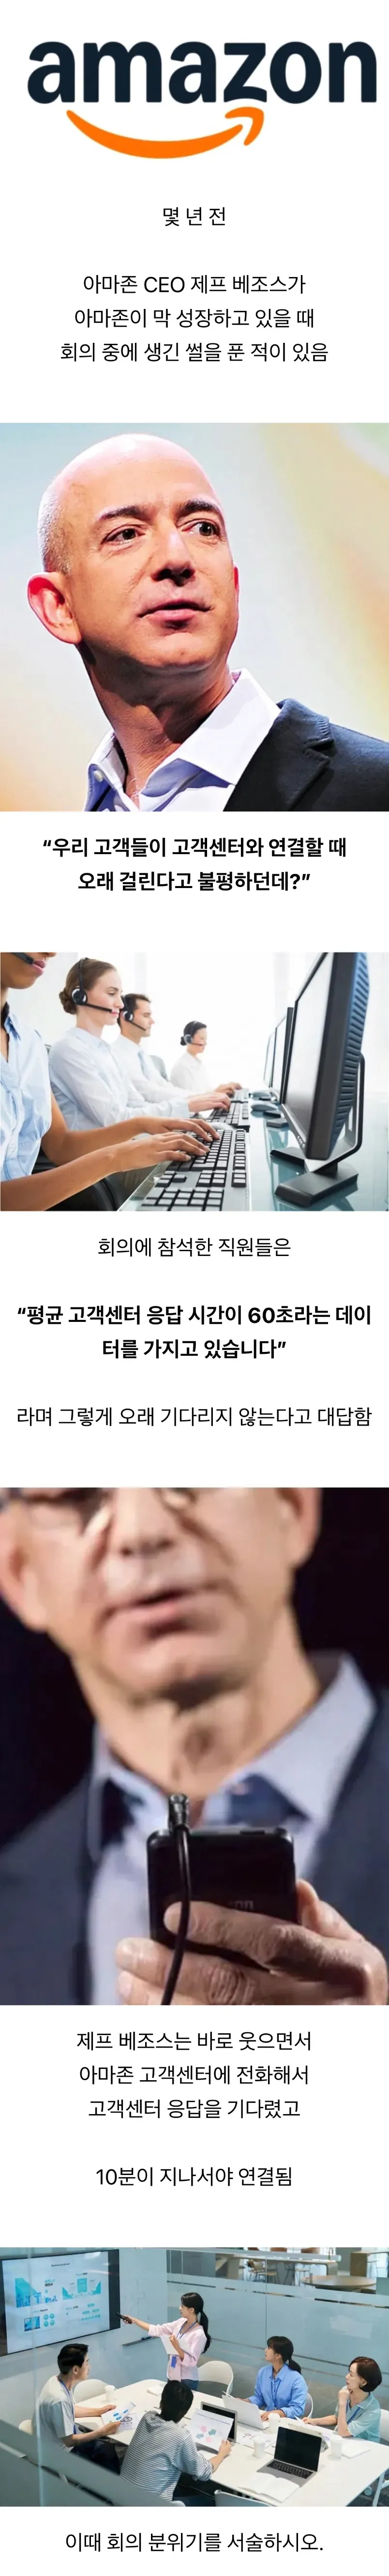 amazon
몇 년 전
아마존 CEO 제프 베조스가
아마존이 막 성장하고 있을 때
회의 중에 생긴 썰을 푼 적이 있음
“우리 고객들이 고객센터와 연결할 때
오래 걸린다고 불평하던데?”
회의에 참석한 직원들은
“평균 고객센터 응답 시간이 60초라는 데이
터를 가지고 있습니다”
라며 그렇게 오래 기다리지 않는다고 대답함
제프 베조스는 바로 웃으면서
아마존 고객센터에 전화해서
고객센터 응답을 기다렸고
10분이 지나서야 연결됨
이때 회의 분위기를 서술하시오.